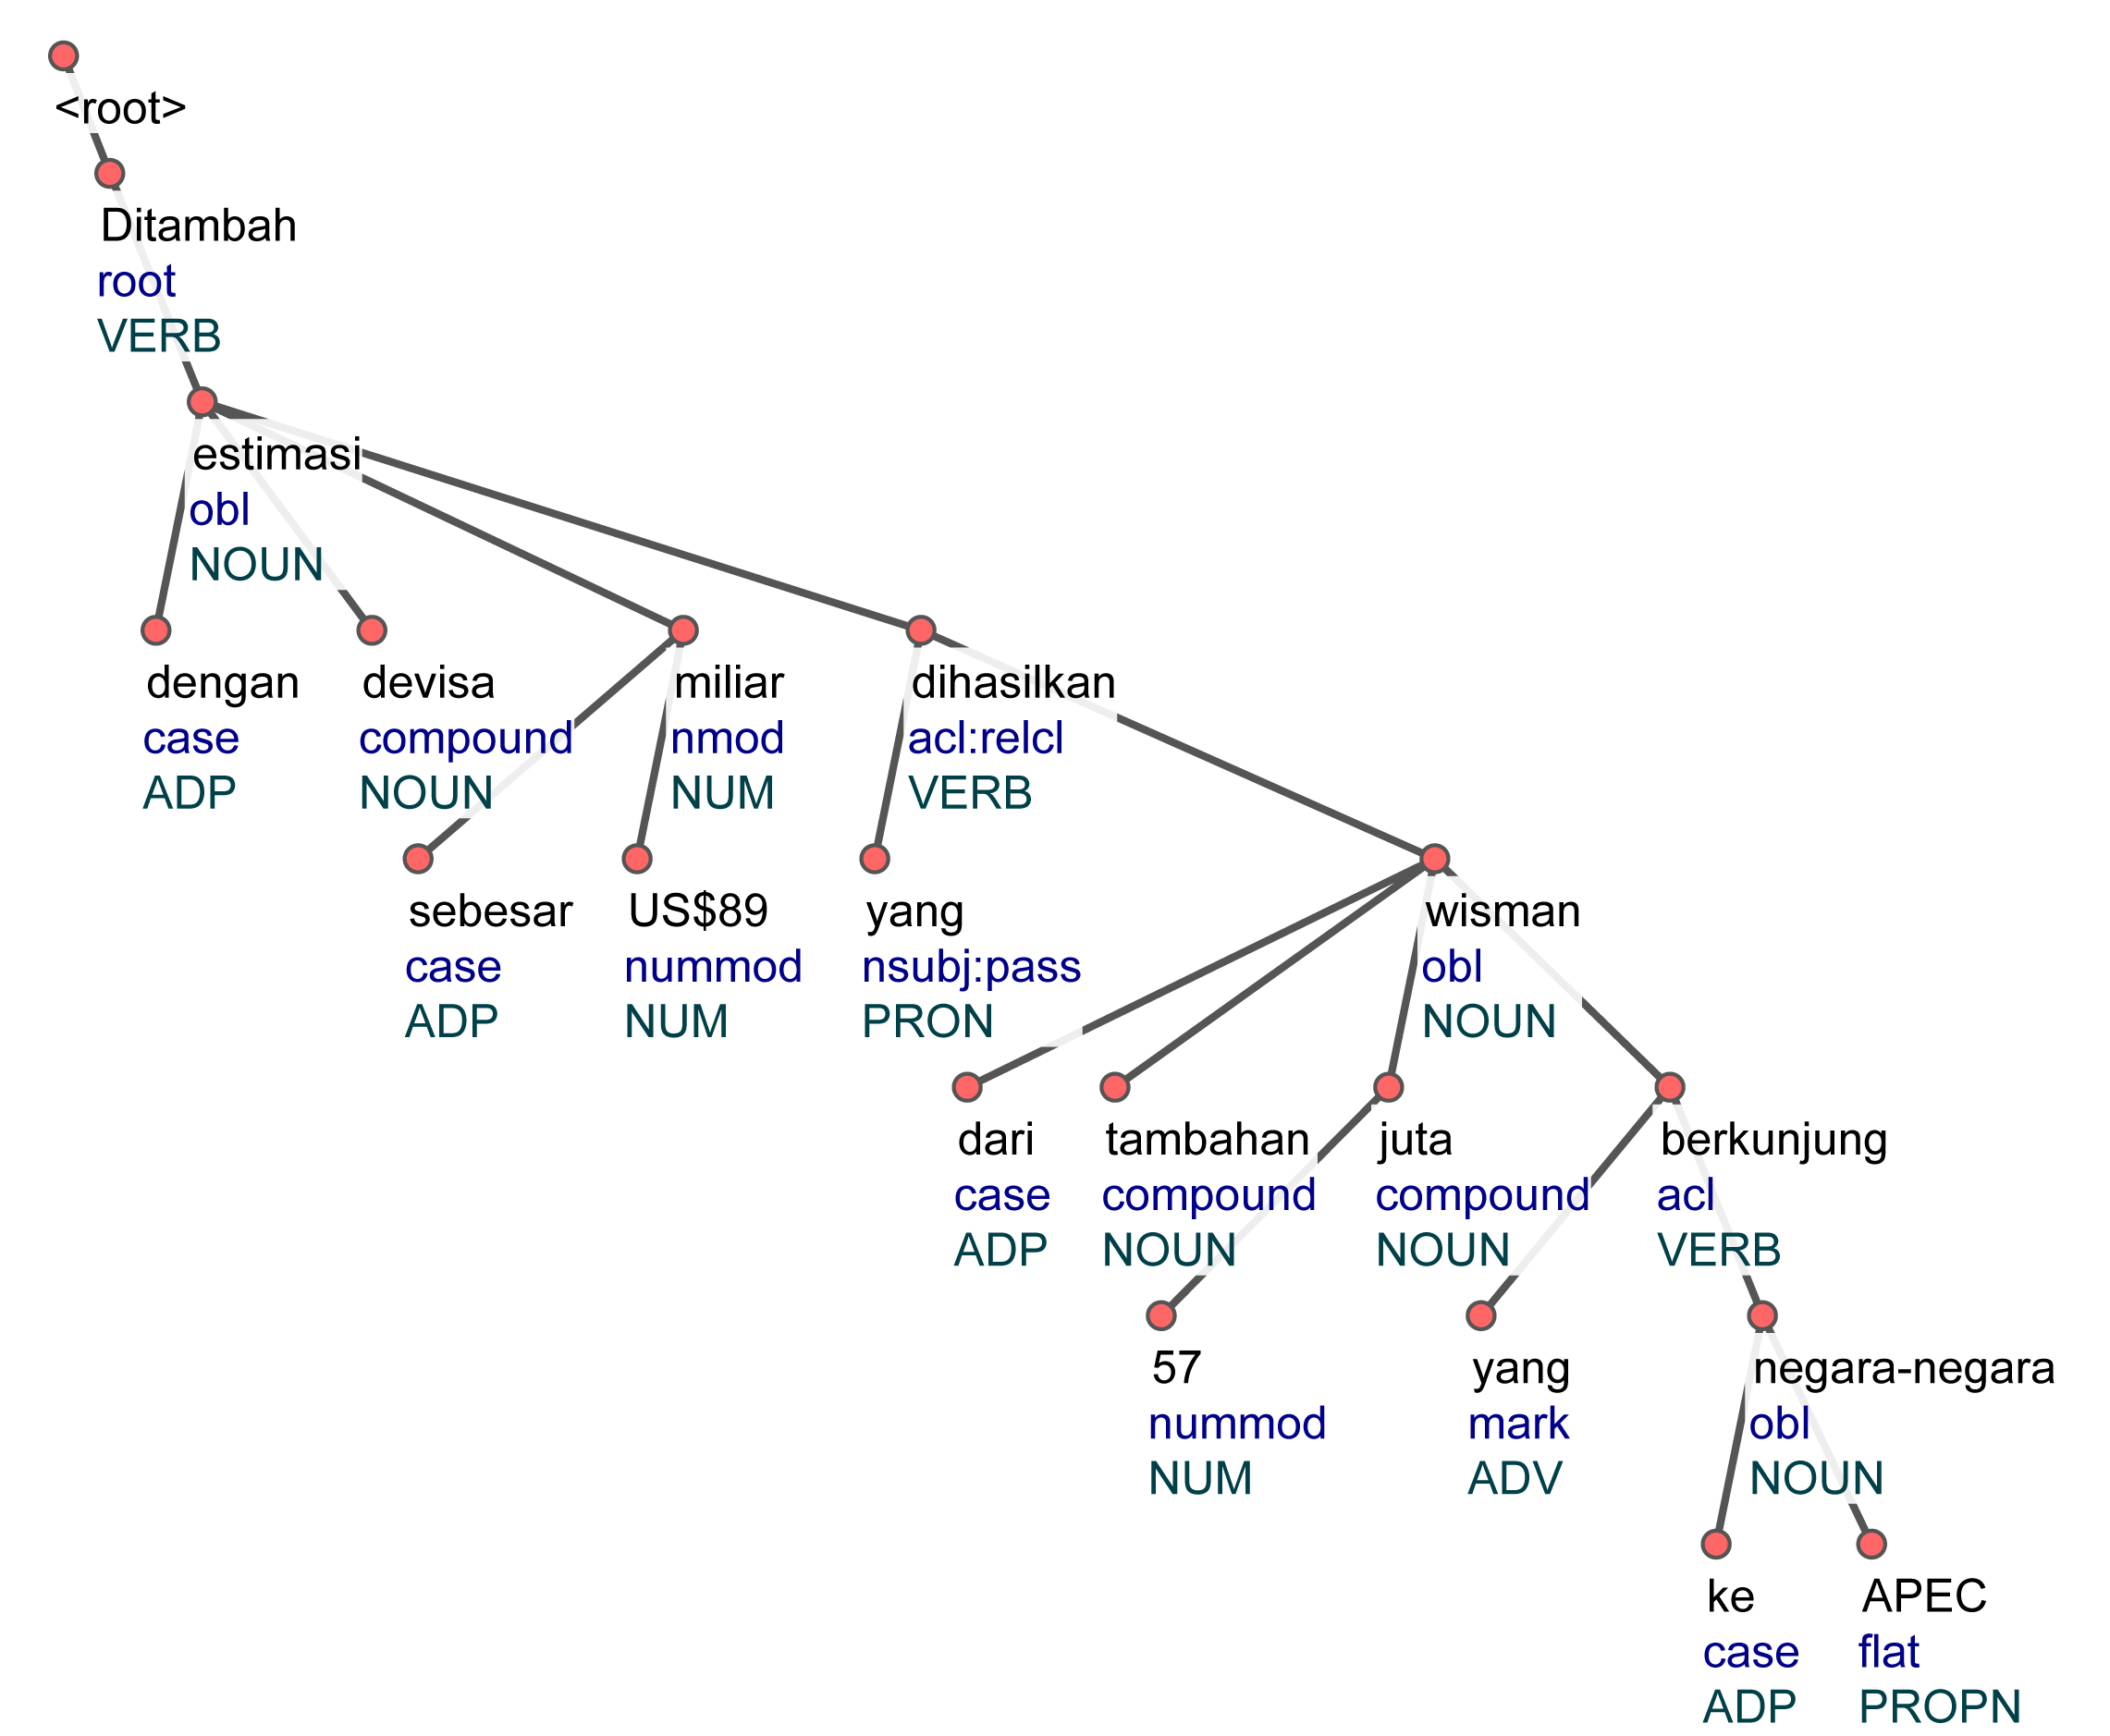 <root>
Ditambah
root
VERB
estimasi
obl
NOUN
dengan devisa miliar dihasilkan
case compound nmod acl:relcl
ADP NOUN NUM VERB
sebesar US$89 yang wisman
case nummod nsubj:pass obl
ADP NUM PRON NOUN
dari tambahan juta berkunjung
case compound compound acl
ADP NOUN NOUN VERB
57 yang negara-negara
nummod mark obl
NUM ADV NOUN
ke APEC
case flat
ADP PROPN